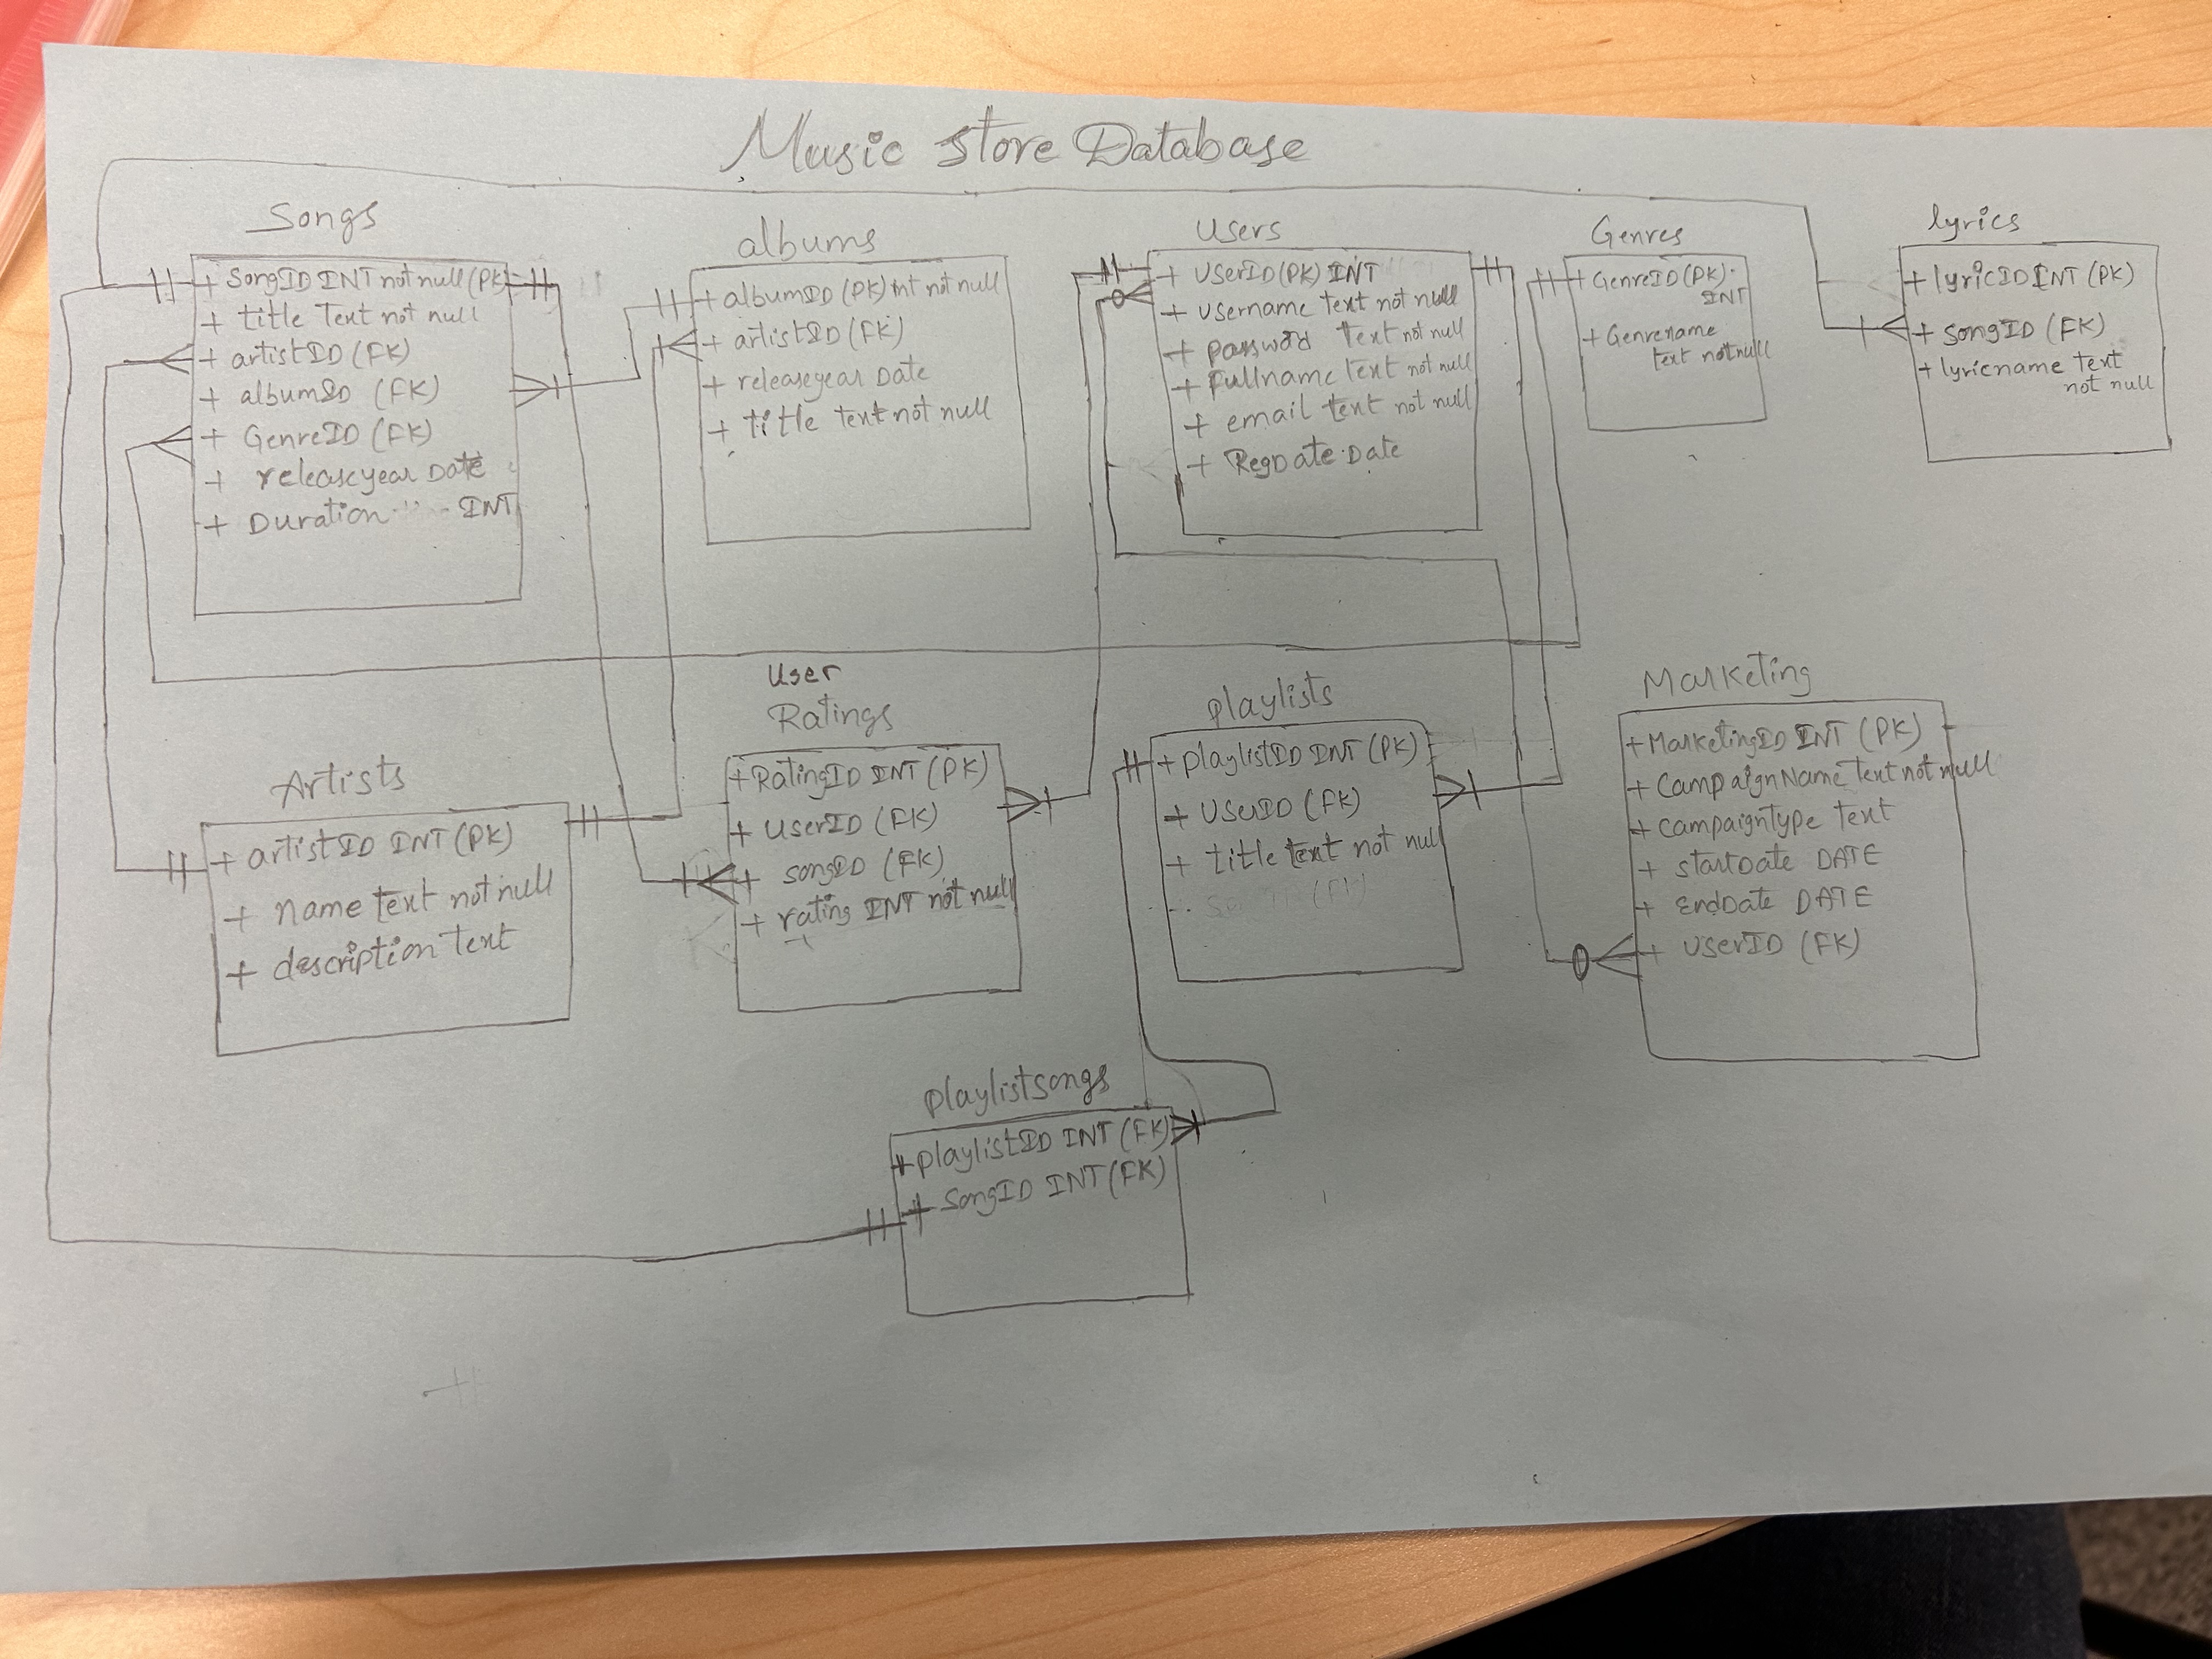 Music Store Database
Songs
+ SongID INT not null (PK)
+ title Text not null
+ artistID (FK)
+ albumID (FK)
+ GenreID (FK)
+ releaseyear Date
+ Duration INT
albums
+ albumID (PK) int not null
+ artistID (FK)
+ releaseyear Date
+ title text not null
Users
+ UserID (PK) INT
+ username text not null
+ password Text not null
+ Fullname text not null
+ email text not null
+ RegDate Date
Genres
+ GenreID (PK)
INT
+ Genrename
text not null
lyrics
+ lyricID INT (PK)
+ songID (FK)
+ lyricname text
not null
Artists
+ artistID INT (PK)
+ name text not null
+ description text
User
Ratings
+ RatingID INT (PK)
+ UserID (FK)
+ songID (FK)
+ rating INT not null
Playlists
+ playlistID INT (PK)
+ UserID (FK)
+ title text not null
Marketing
+ MarketingID INT (PK)
+ CampaignName Text not null
+ campaignType Text
+ startDate DATE
+ EndDate DATE
+ userID (FK)
Playlistsongs
+ playlistID INT (FK)
+ SongID INT (FK)